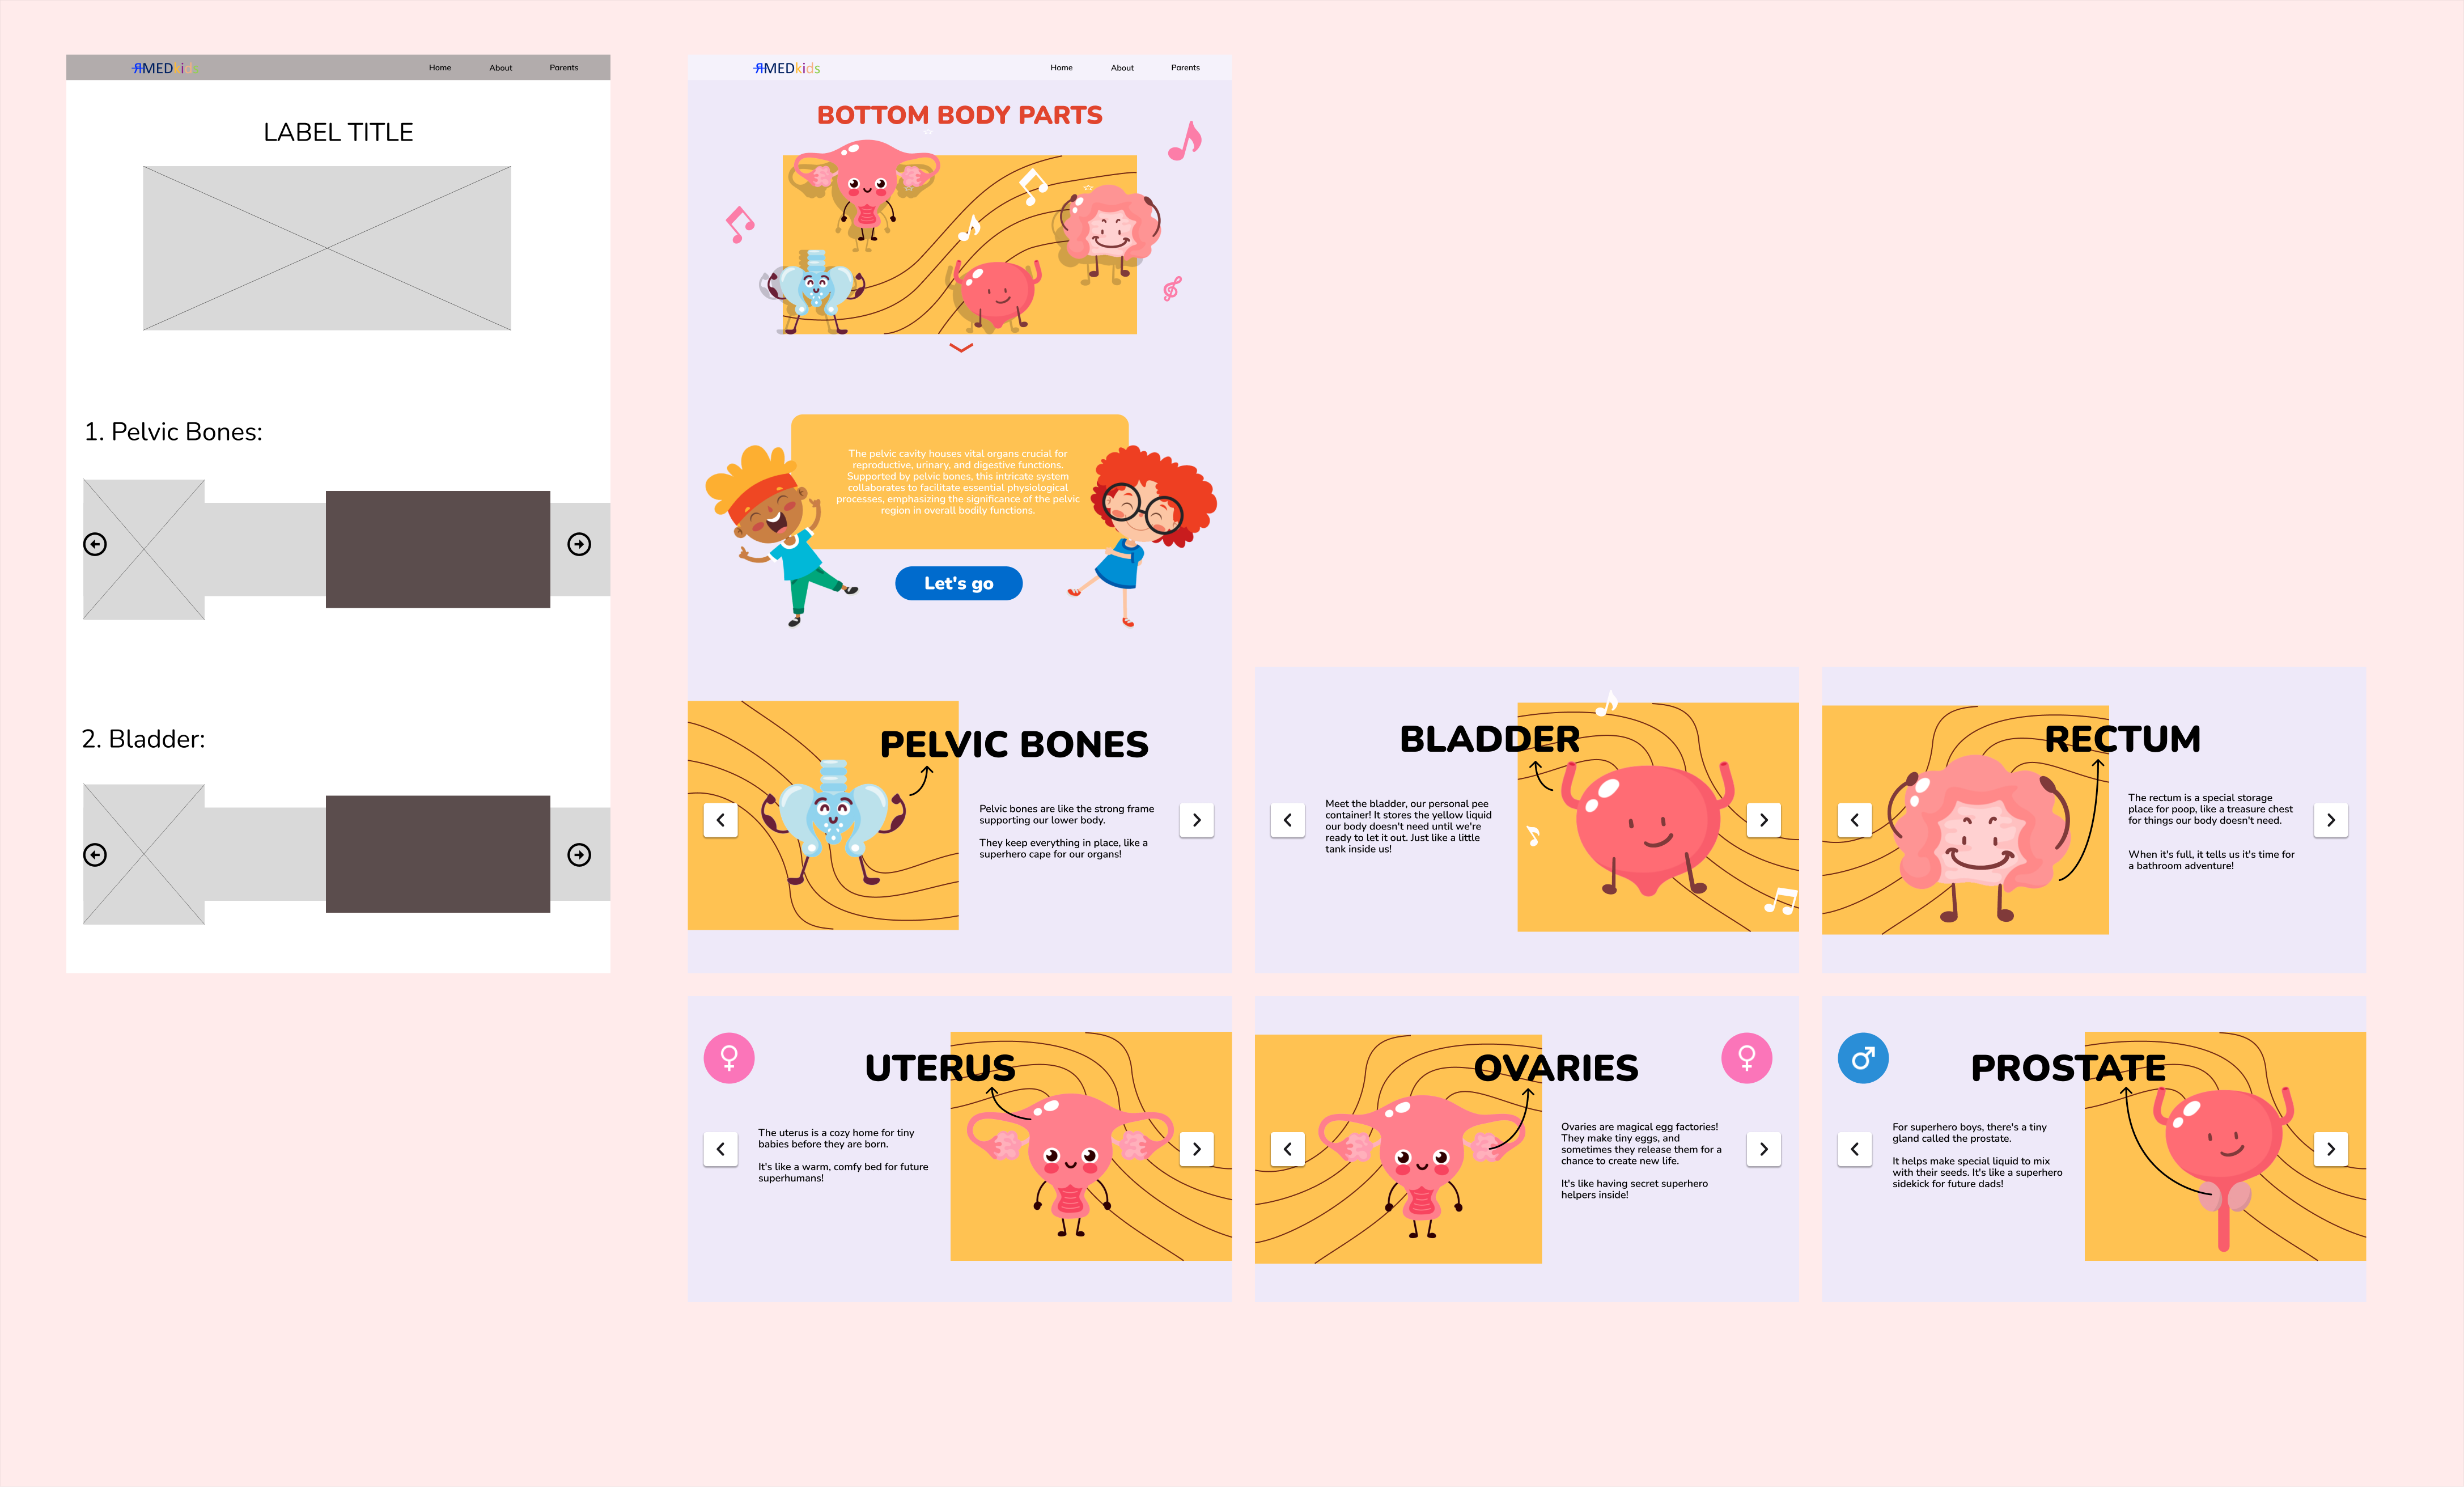 ЯMEDkids
Home
About
Parents
LABEL TITLE
1. Pelvic Bones:
2. Bladder:
ЯMEDkids
Home
About
Parents
BOTTOM BODY PARTS
The pelvic cavity houses vital organs crucial for
reproductive, urinary, and digestive functions.
Supported by pelvic bones, this intricate system
collaborates to facilitate essential physiological
processes, emphasizing the significance of the pelvic
region in overall bodily functions.
Let's go
PELVIC BONES
Pelvic bones are like the strong frame
supporting our lower body.
They keep everything in place, like a
superhero cape for our organs!
BLADDER
Meet the bladder, our personal pee
container! It stores the yellow liquid
our body doesn't need until we're
ready to let it out. Just like a little
tank inside us!
RECTUM
The rectum is a special storage
place for poop, like a treasure chest
for things our body doesn't need.
When it's full, it tells us it's time for
a bathroom adventure!
UTERUS
The uterus is a cozy home for tiny
babies before they are born.
It's like a warm, comfy bed for future
superhumans!
OVARIES
Ovaries are magical egg factories!
They make tiny eggs, and
sometimes they release them for a
chance to create new life.
It's like having secret superhero
helpers inside!
PROSTATE
For superhero boys, there's a tiny
gland called the prostate.
It helps make special liquid to mix
with their seeds. It's like a superhero
sidekick for future dads!